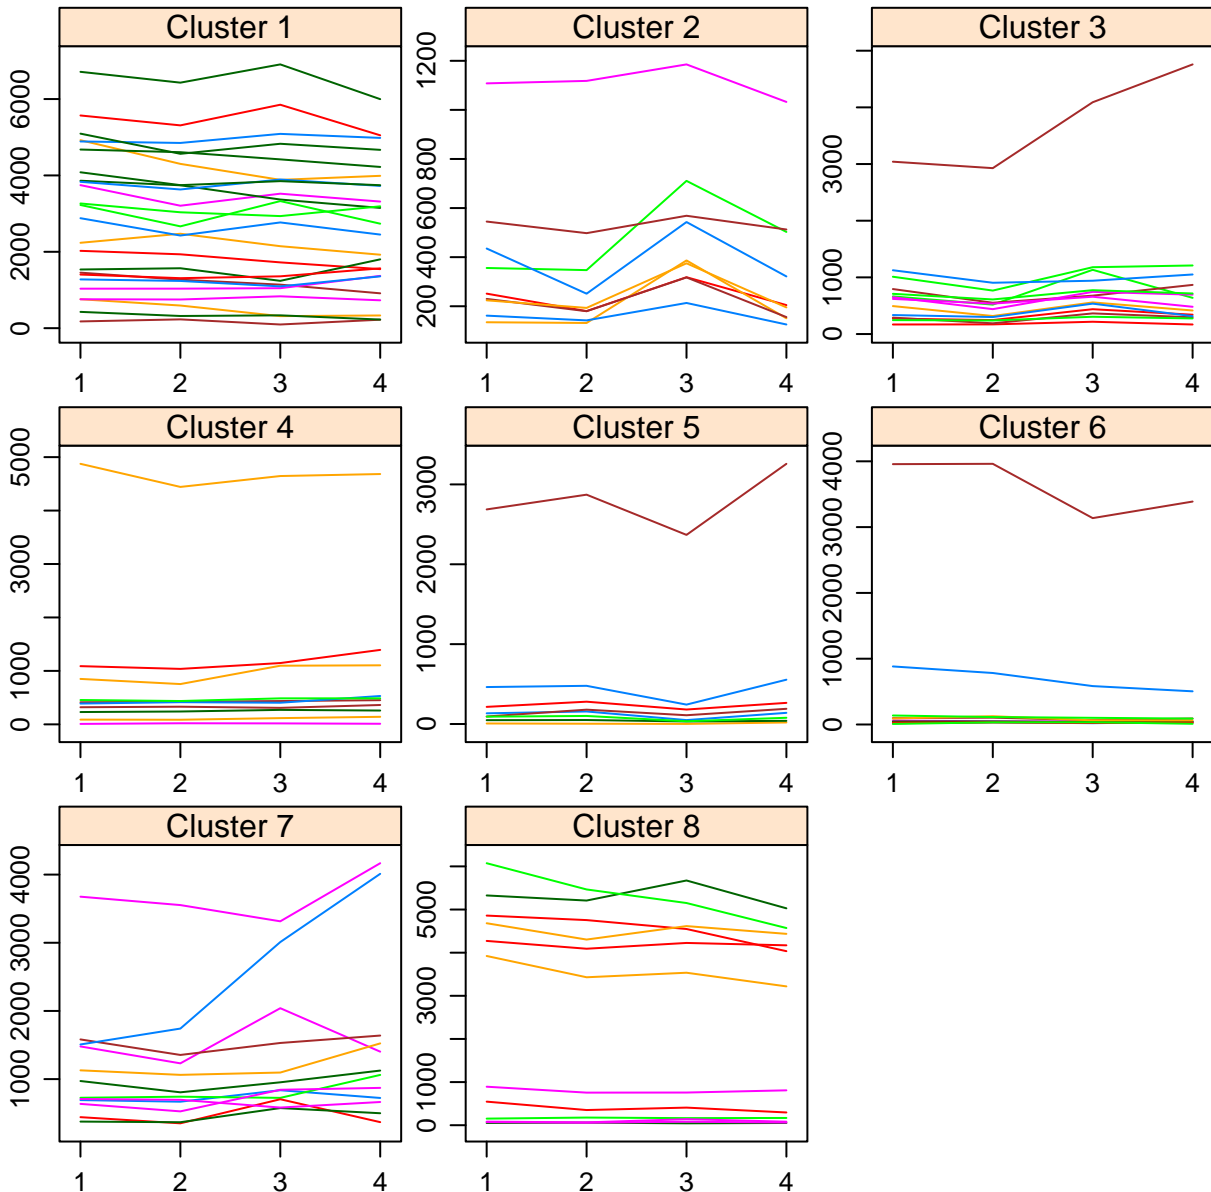 Cluster 1
0 2000 4000 6000
1 2 3 4
Cluster 2
200 400 600 800 1200
1 2 3 4
Cluster 3
0 1000 3000
1 2 3 4
Cluster 4
0 1000 3000 5000
1 2 3 4
Cluster 5
0 1000 2000 3000
1 2 3 4
Cluster 6
0 1000 2000 3000 4000
1 2 3 4
Cluster 7
1000 2000 3000 4000
1 2 3 4
Cluster 8
0 1000 3000 5000
1 2 3 4